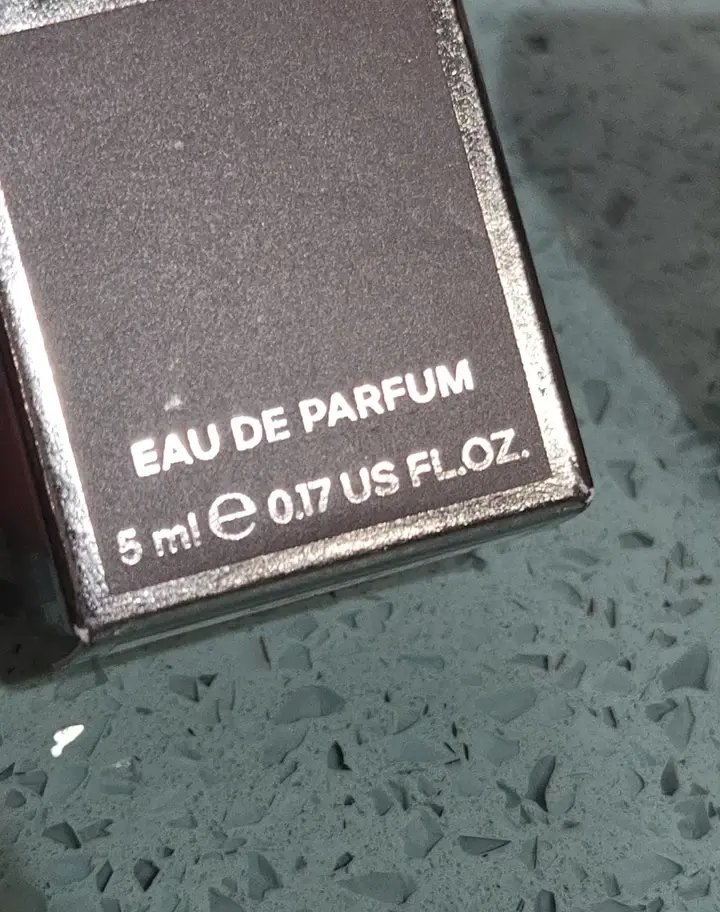 EAU DE PARFUM
5 ml ℮ 0.17 US FL.OZ.